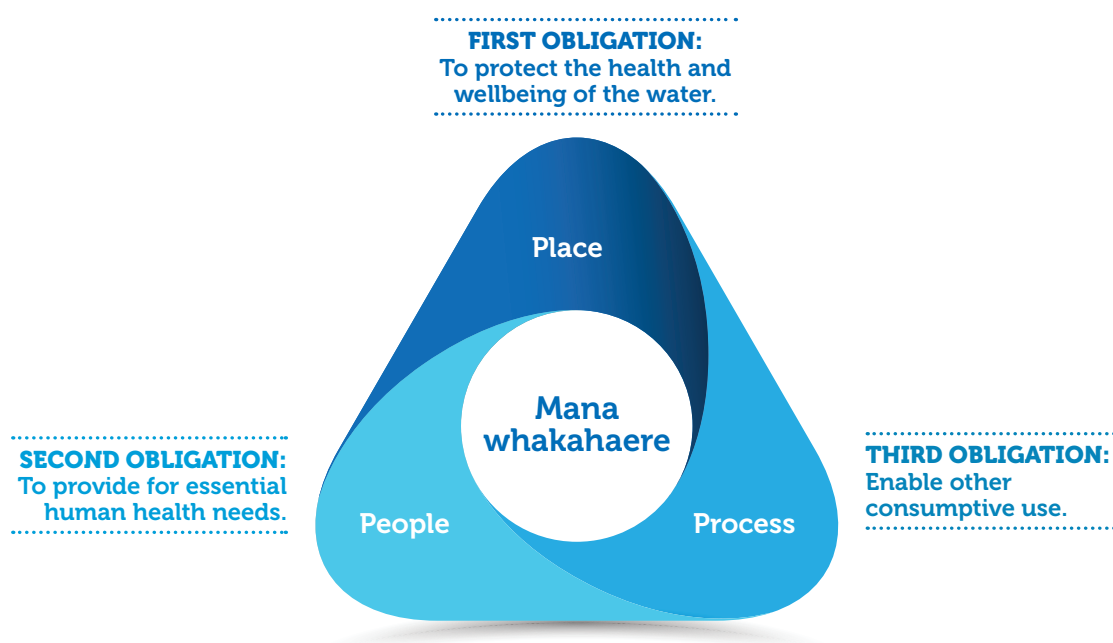 FIRST OBLIGATION:
To protect the health and
wellbeing of the water.
Place
Mana
whakahaere
SECOND OBLIGATION:
To provide for essential
human health needs.
People
Process
THIRD OBLIGATION:
Enable other
consumptive use.